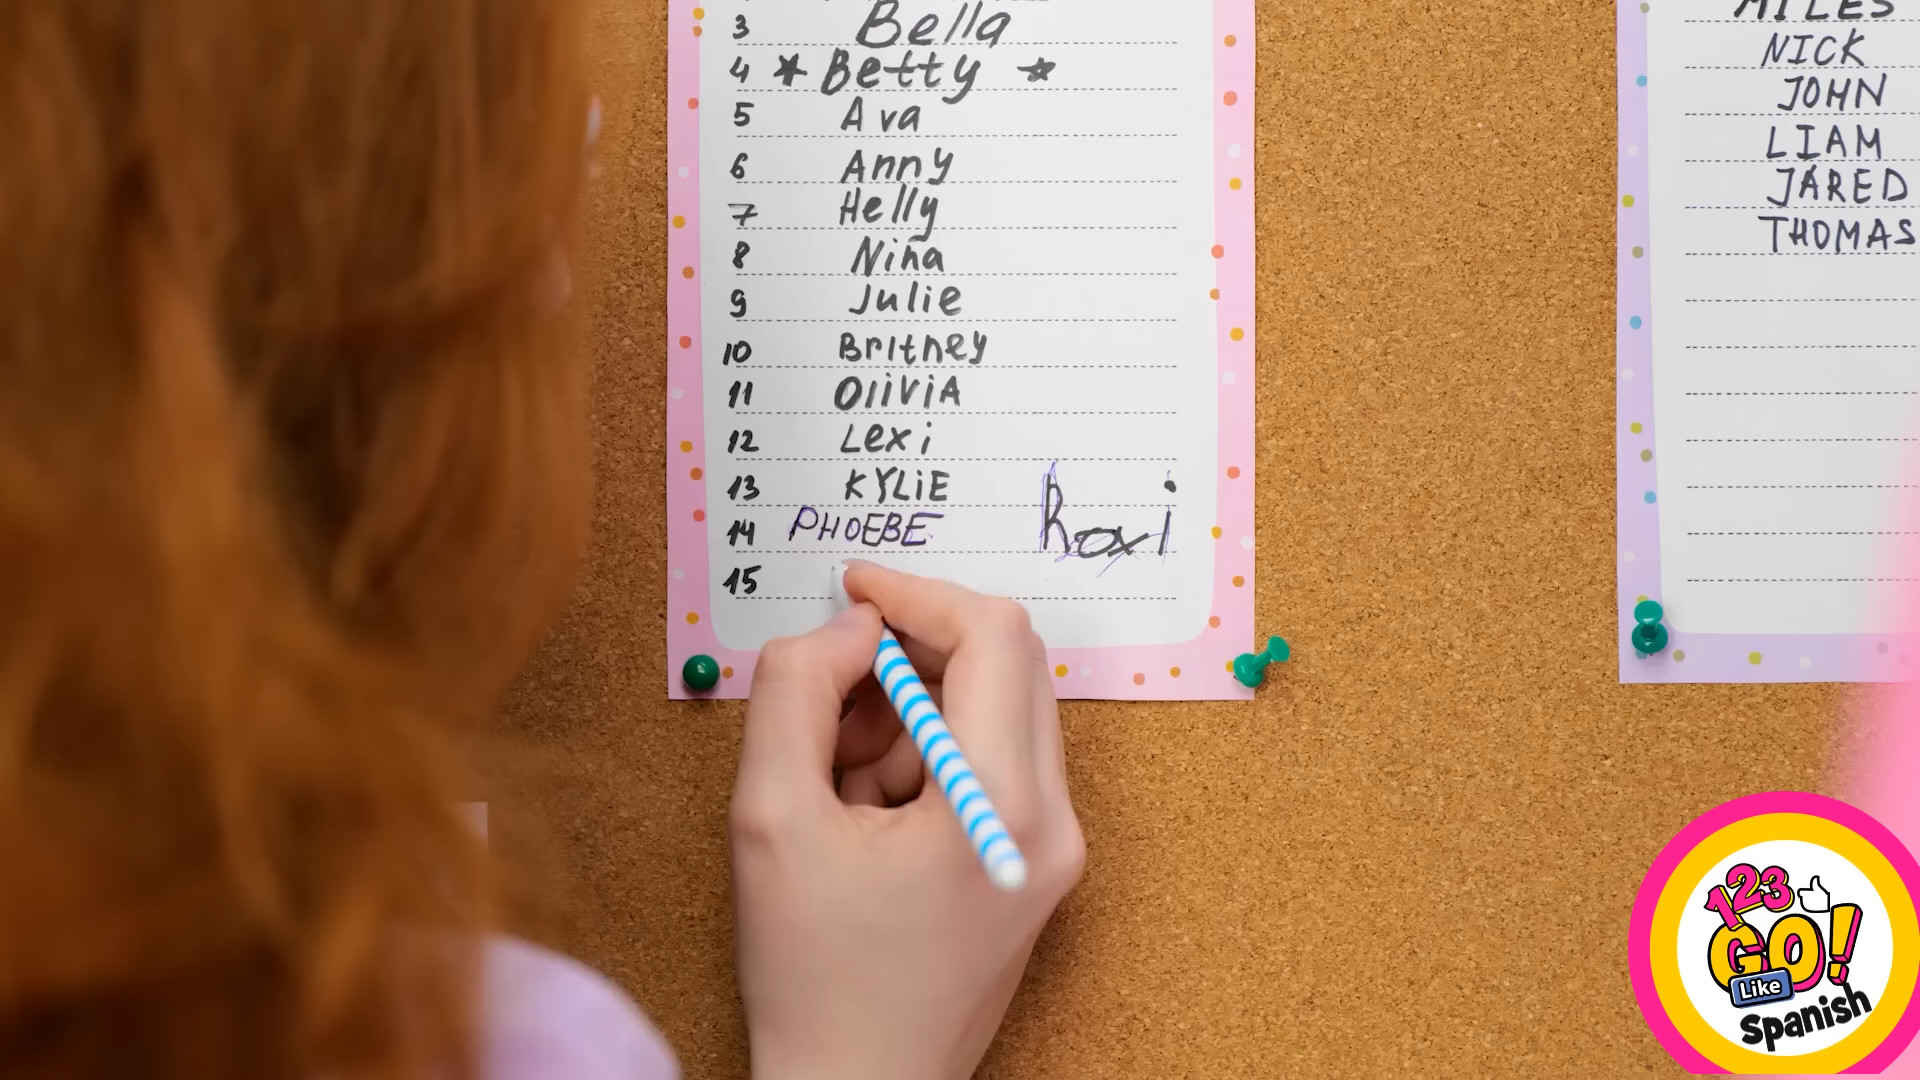 3 Bella
4 * Betty *
5 Ava
6 Anny
7 Helly
8 Nina
9 Julie
10 Britney
11 OliviA
12 Lexi
13 KYLiE
14 PHOEBE Roxi
15
MILES
NICK
JOHN
LIAM
JARED
THOMAS
123
GO!
Like
Spanish